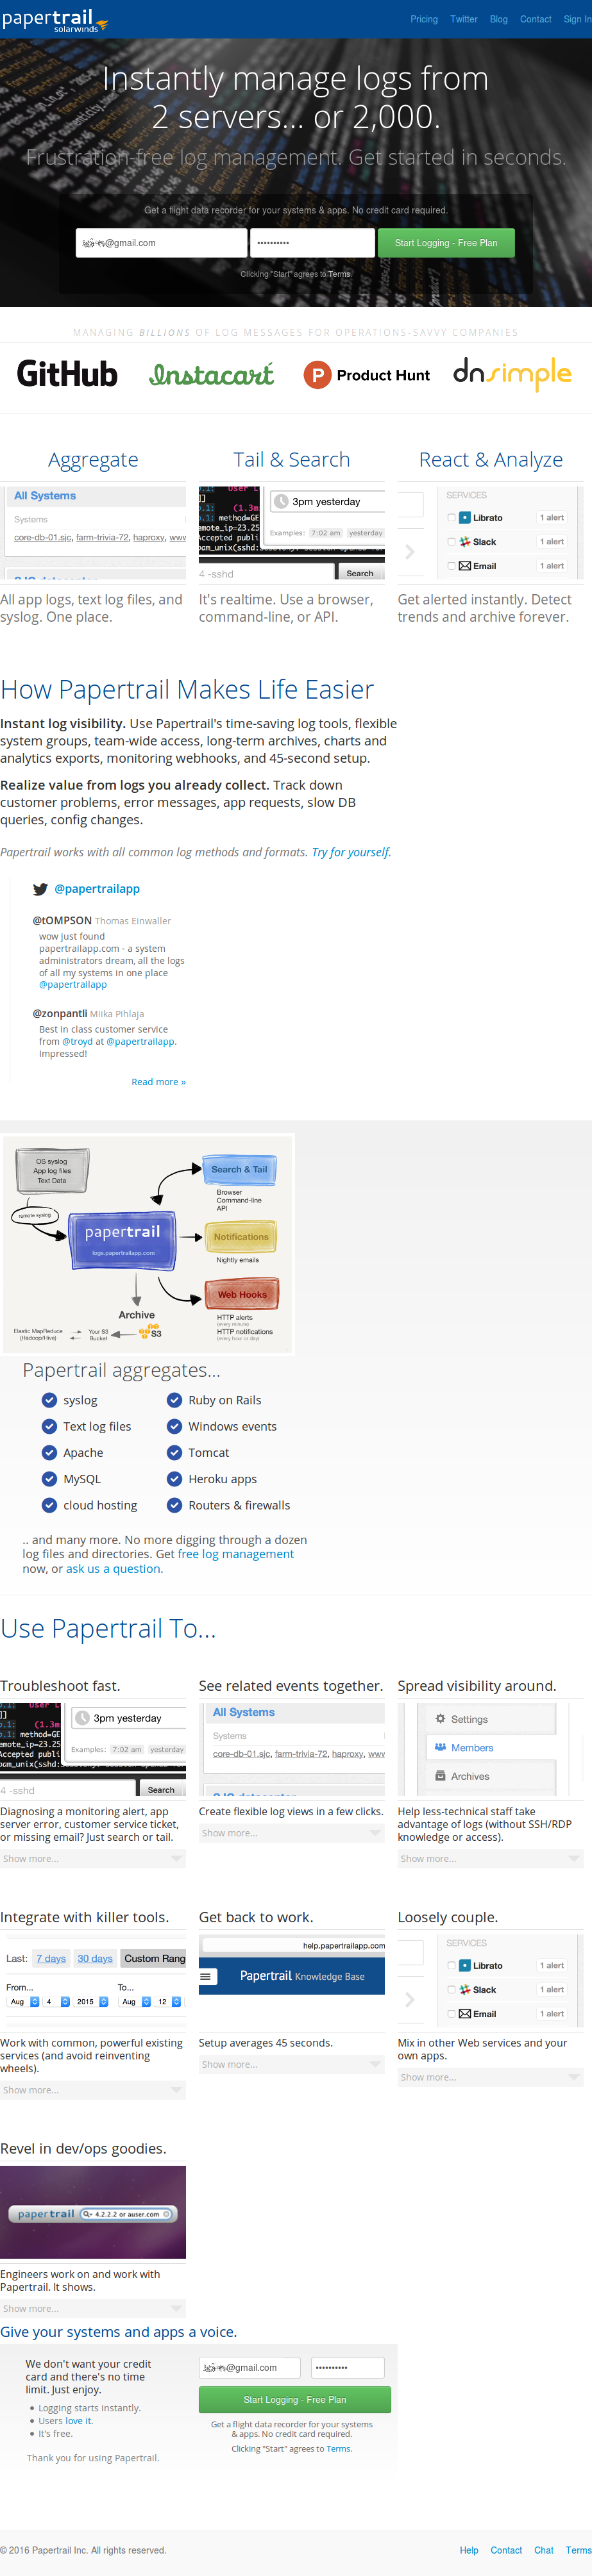 papertrail
solarwinds
Pricing Twitter Blog Contact Sign In
Instantly manage logs from
2 servers... or 2,000.
Frustration-free log management. Get started in seconds.
Get a flight data recorder for your systems & apps. No credit card required.
@gmail.com •••••••••• Start Logging - Free Plan
Clicking "Start" agrees to Terms.
MANAGING BILLIONS OF LOG MESSAGES FOR OPERATIONS-SAVVY COMPANIES
GitHub Instacart P Product Hunt dnsimple
Aggregate
All Systems
Systems
core-db-01.sjc, farm-trivia-72, haproxy, www
All app logs, text log files, and
syslog. One place.
Tail & Search
3pm yesterday
Examples: 7:02 am yesterday
4 -sshd Search
It's realtime. Use a browser,
command-line, or API.
React & Analyze
SERVICES
Librato 1 alert
Slack 1 alert
Email 1 alert
Get alerted instantly. Detect
trends and archive forever.
How Papertrail Makes Life Easier
Instant log visibility. Use Papertrail's time-saving log tools, flexible
system groups, team-wide access, long-term archives, charts and
analytics exports, monitoring webhooks, and 45-second setup.
Realize value from logs you already collect. Track down
customer problems, error messages, app requests, slow DB
queries, config changes.
Papertrail works with all common log methods and formats. Try for yourself.
@papertrailapp
@tOMPSON Thomas Einwaller
wow just found
papertrailapp.com - a system
administrators dream, all the logs
of all my systems in one place
@papertrailapp
@zonpantli Miika Pihlaja
Best in class customer service
from @troyd at @papertrailapp.
Impressed!
Read more »
OS syslog
App log files
Text Data
remote syslog
papertrail
logs.papertrailapp.com
Search & Tail
Browser
Command-line
API
Notifications
Nightly emails
Web Hooks
HTTP alerts
(every minute)
HTTP notifications
(every hour or day)
Archive
S3
Your S3
Bucket
Elastic MapReduce
(Hadoop/Hive)
Papertrail aggregates...
syslog Ruby on Rails
Text log files Windows events
Apache Tomcat
MySQL Heroku apps
cloud hosting Routers & firewalls
.. and many more. No more digging through a dozen
log files and directories. Get free log management
now, or ask us a question.
Use Papertrail To...
Troubleshoot fast.
3pm yesterday
Examples: 7:02 am yesterday
4 -sshd Search
Diagnosing a monitoring alert, app
server error, customer service ticket,
or missing email? Just search or tail.
Show more...
See related events together.
All Systems
Systems
core-db-01.sjc, farm-trivia-72, haproxy, www
Create flexible log views in a few clicks.
Show more...
Spread visibility around.
Settings
Members
Archives
Help less-technical staff take
advantage of logs (without SSH/RDP
knowledge or access).
Show more...
Integrate with killer tools.
Last: 7 days 30 days Custom Rang
From... To...
Aug 4 2015 Aug 12
Work with common, powerful existing
services (and avoid reinventing
wheels).
Show more...
Get back to work.
help.papertrailapp.com
Papertrail Knowledge Base
Setup averages 45 seconds.
Show more...
Loosely couple.
SERVICES
Librato 1 alert
Slack 1 alert
Email 1 alert
Mix in other Web services and your
own apps.
Show more...
Revel in dev/ops goodies.
papertrail 4.2.2.2 or auser.com
Engineers work on and work with
Papertrail. It shows.
Show more...
Give your systems and apps a voice.
We don't want your credit
card and there's no time
limit. Just enjoy.
Logging starts instantly.
Users love it.
It's free.
Thank you for using Papertrail.
@gmail.com ••••••••••
Start Logging - Free Plan
Get a flight data recorder for your systems
& apps. No credit card required.
Clicking "Start" agrees to Terms.
© 2016 Papertrail Inc. All rights reserved.
Help Contact Chat Terms